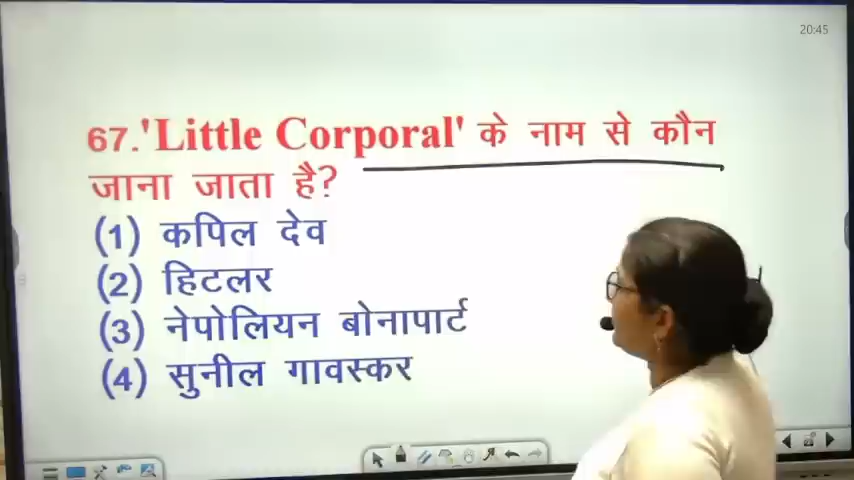 20:45
67.'Little Corporal' के नाम से कौन
जाना जाता है?
(1) कपिल देव
(2) हिटलर
(3) नेपोलियन बोनापार्ट
(4) सुनील गावस्कर